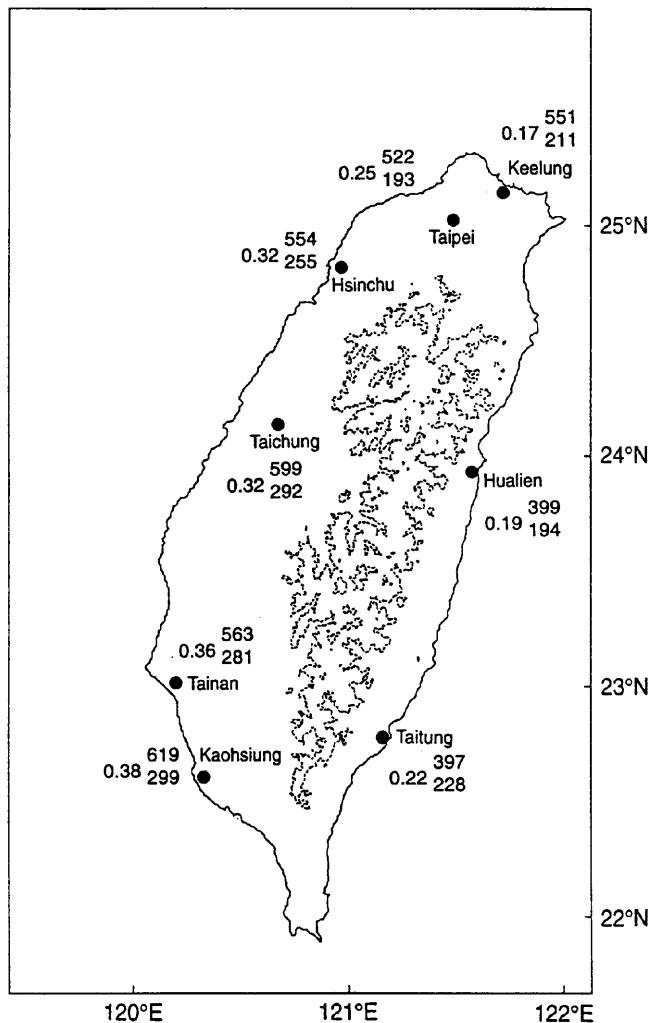 551
0.17
211
Keelung
522
0.25
193
25°N
Taipei
554
0.32
255
Hsinchu
Taichung
599
0.32
292
24°N
Hualien
399
0.19
194
563
0.36
281
Tainan
23°N
Taitung
397
0.22
228
619
0.38
299
Kaohsiung
22°N
120°E
121°E
122°E